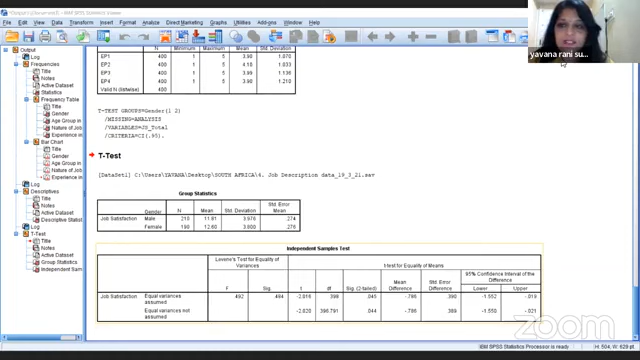 IBM SPSS Statistics Viewer
File Edit View Data Transform Insert Format Analyze Direct Marketing Graphs Utilities Add-ons Window Help
yavana rani su...
Output
Log
Frequencies
Title
Notes
Active Dataset
Statistics
Frequency Table
Title
Gender
Age Group in
Nature of Job
Experience in
Bar Chart
Title
Gender
Age Group in
Nature of Job
Experience in
Log
Descriptives
Title
Notes
Active Dataset
Descriptive Statist
Log
T-Test
Title
Notes
Active Dataset
Group Statistics
Independent Samples
N Minimum Maximum Mean Std. Deviation
EP1 400 1 5 3.98 1.070
EP2 400 1 5 4.10 1.033
EP3 400 1 5 3.99 1.136
EP4 400 1 5 3.98 1.210
Valid N (listwise) 400
T-TEST GROUPS=Gender(1 2)
/MISSING=ANALYSIS
/VARIABLES=JS_Total
/CRITERIA=CI(.95).
T-Test
[DataSet1] C:\Users\YAVANA\Desktop\SOUTH AFRICA\6. Job Description data_19_3_21.sav
Group Statistics
Gender N Mean Std. Deviation Std. Error Mean
Job Satisfaction Male 210 11.81 3.976 .274
Female 190 12.60 3.800 .276
Independent Samples Test
Levene's Test for Equality of Variances
t-test for Equality of Means
F Sig. t df Sig. (2-tailed) Mean Difference Std. Error Difference
95% Confidence Interval of the Difference
Lower Upper
Job Satisfaction Equal variances assumed .492 .484 -2.016 398 .045 -.786 .390 -1.552 -.019
Equal variances not assumed -2.020 396.791 .044 -.786 .389 -1.550 -.021
IBM SPSS Statistics Processor is ready
H: 504, W: 628 pt
zoom